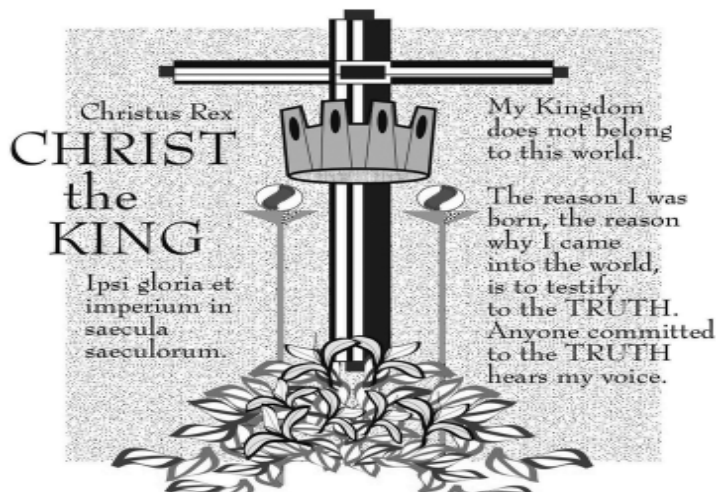 Christus Rex
CHRIST
the
KING
Ipsi gloria et
imperium in
saecula
saeculorum.
My Kingdom
does not belong
to this world.
The reason I was
born, the reason
why I came
into the world,
is to testify
to the TRUTH.
Anyone committed
to the TRUTH
hears my voice.